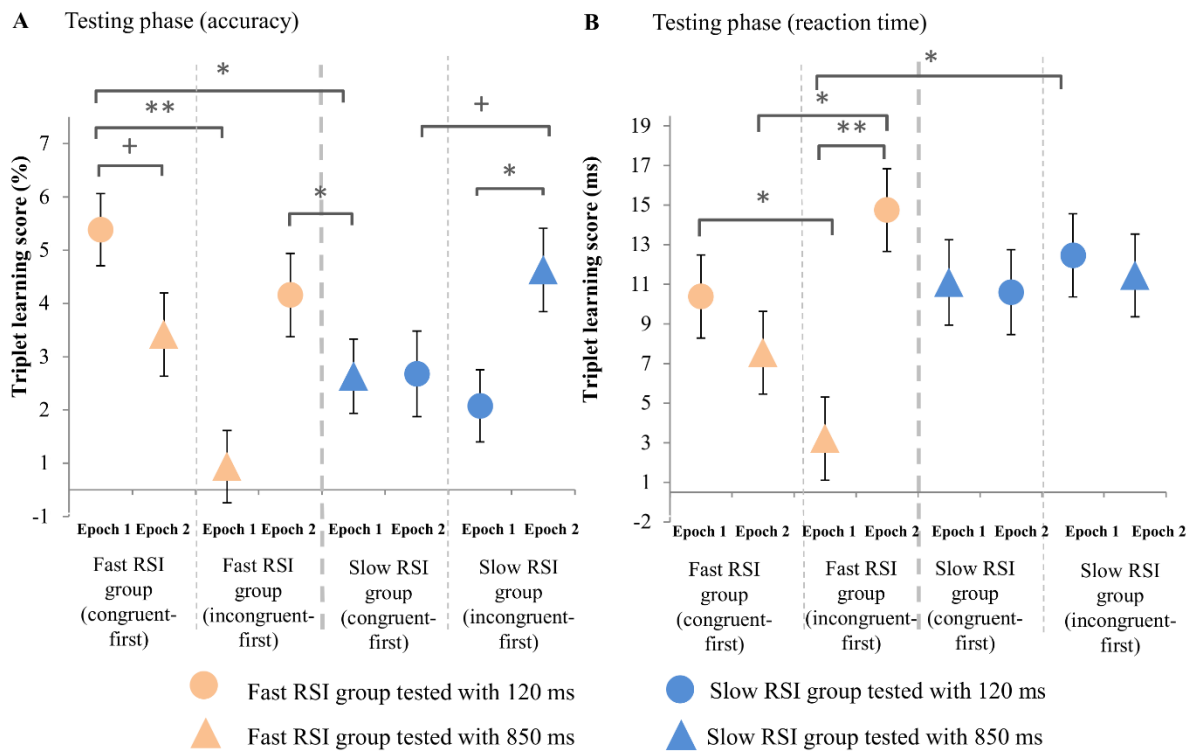 A Testing phase (accuracy)
* 
** 
+ 
* 
+ 
* 
Triplet learning score (%)
7
6
5
4
3
2
1
-1
Epoch 1 Epoch 2 Epoch 1 Epoch 2 Epoch 1 Epoch 2 Epoch 1 Epoch 2
Fast RSI
group
(congruent-
first)
Fast RSI
group
(incongruent-
first)
Slow RSI
group
(congruent-
first)
Slow RSI
group
(incongruent-
first)
B Testing phase (reaction time)
* 
* 
** 
* 
Triplet learning score (ms)
19
17
15
13
11
9
7
5
3
1
-2
Epoch 1 Epoch 2 Epoch 1 Epoch 2 Epoch 1 Epoch 2 Epoch 1 Epoch 2
Fast RSI
group
(congruent-
first)
Fast RSI
group
(incongruent-
first)
Slow RSI
group
(congruent-
first)
Slow RSI
group
(incongruent-
first)
Fast RSI group tested with 120 ms
Fast RSI group tested with 850 ms
Slow RSI group tested with 120 ms
Slow RSI group tested with 850 ms